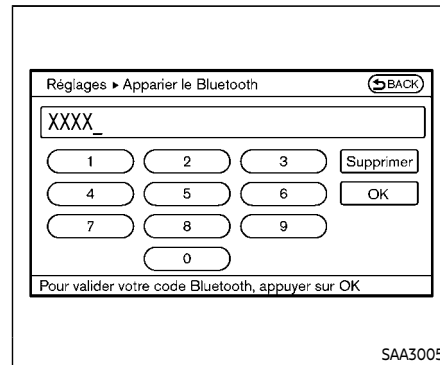 Réglages ▸ Apparier le Bluetooth BACK
XXXX_
1 2 3 Supprimer
4 5 6 OK
7 8 9
0
Pour valider votre code Bluetooth, appuyer sur OK
SAA3005